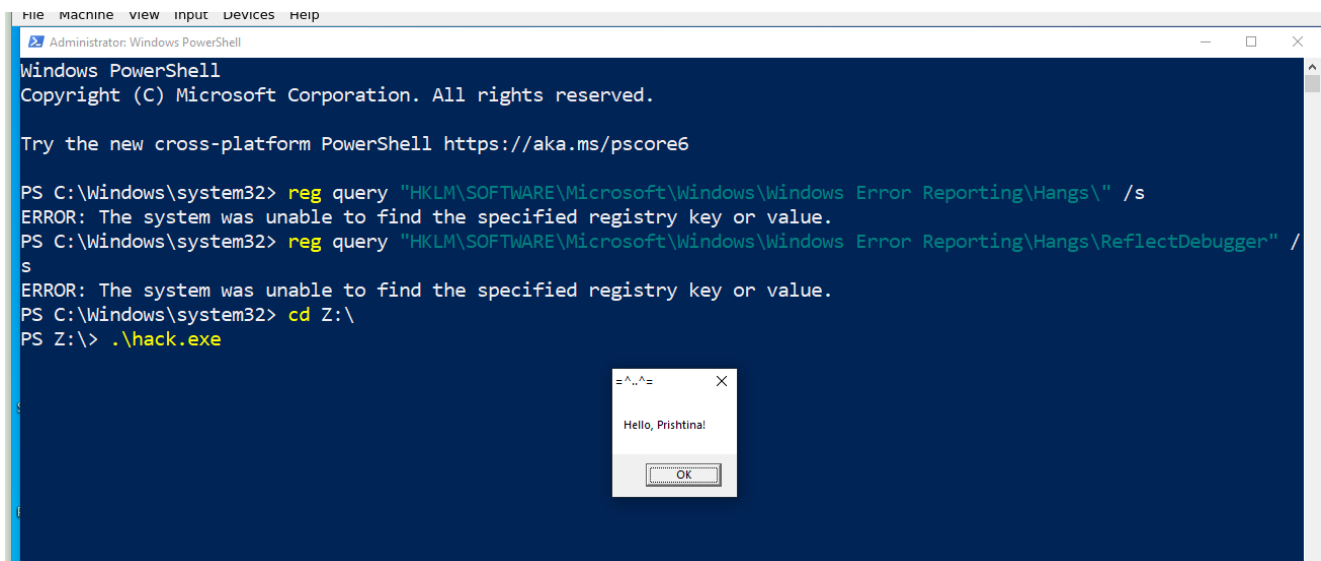 File Machine View Input Devices Help
Administrator: Windows PowerShell
Windows PowerShell
Copyright (C) Microsoft Corporation. All rights reserved.
Try the new cross-platform PowerShell https://aka.ms/pscore6
PS C:\Windows\system32> reg query "HKLM\SOFTWARE\Microsoft\Windows\Windows Error Reporting\Hangs\" /s
ERROR: The system was unable to find the specified registry key or value.
PS C:\Windows\system32> reg query "HKLM\SOFTWARE\Microsoft\Windows\Windows Error Reporting\Hangs\ReflectDebugger" /
s
ERROR: The system was unable to find the specified registry key or value.
PS C:\Windows\system32> cd Z:\
PS Z:\> .\hack.exe
=^..^=
Hello, Prishtina!
OK